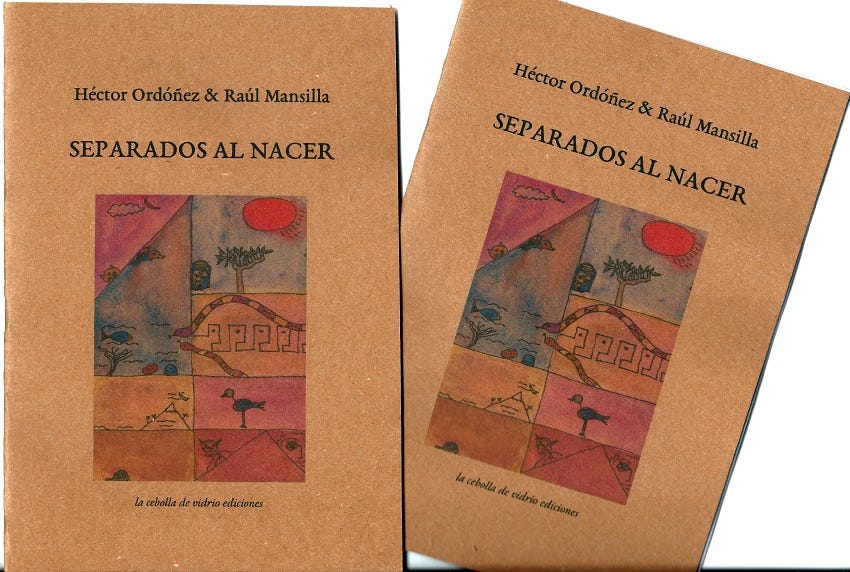 Héctor Ordóñez & Raúl Mansilla
SEPARADOS AL NACER
la cebolla de vidrio ediciones
Héctor Ordóñez & Raúl Mansilla
SEPARADOS AL NACER
la cebolla de vidrio ediciones